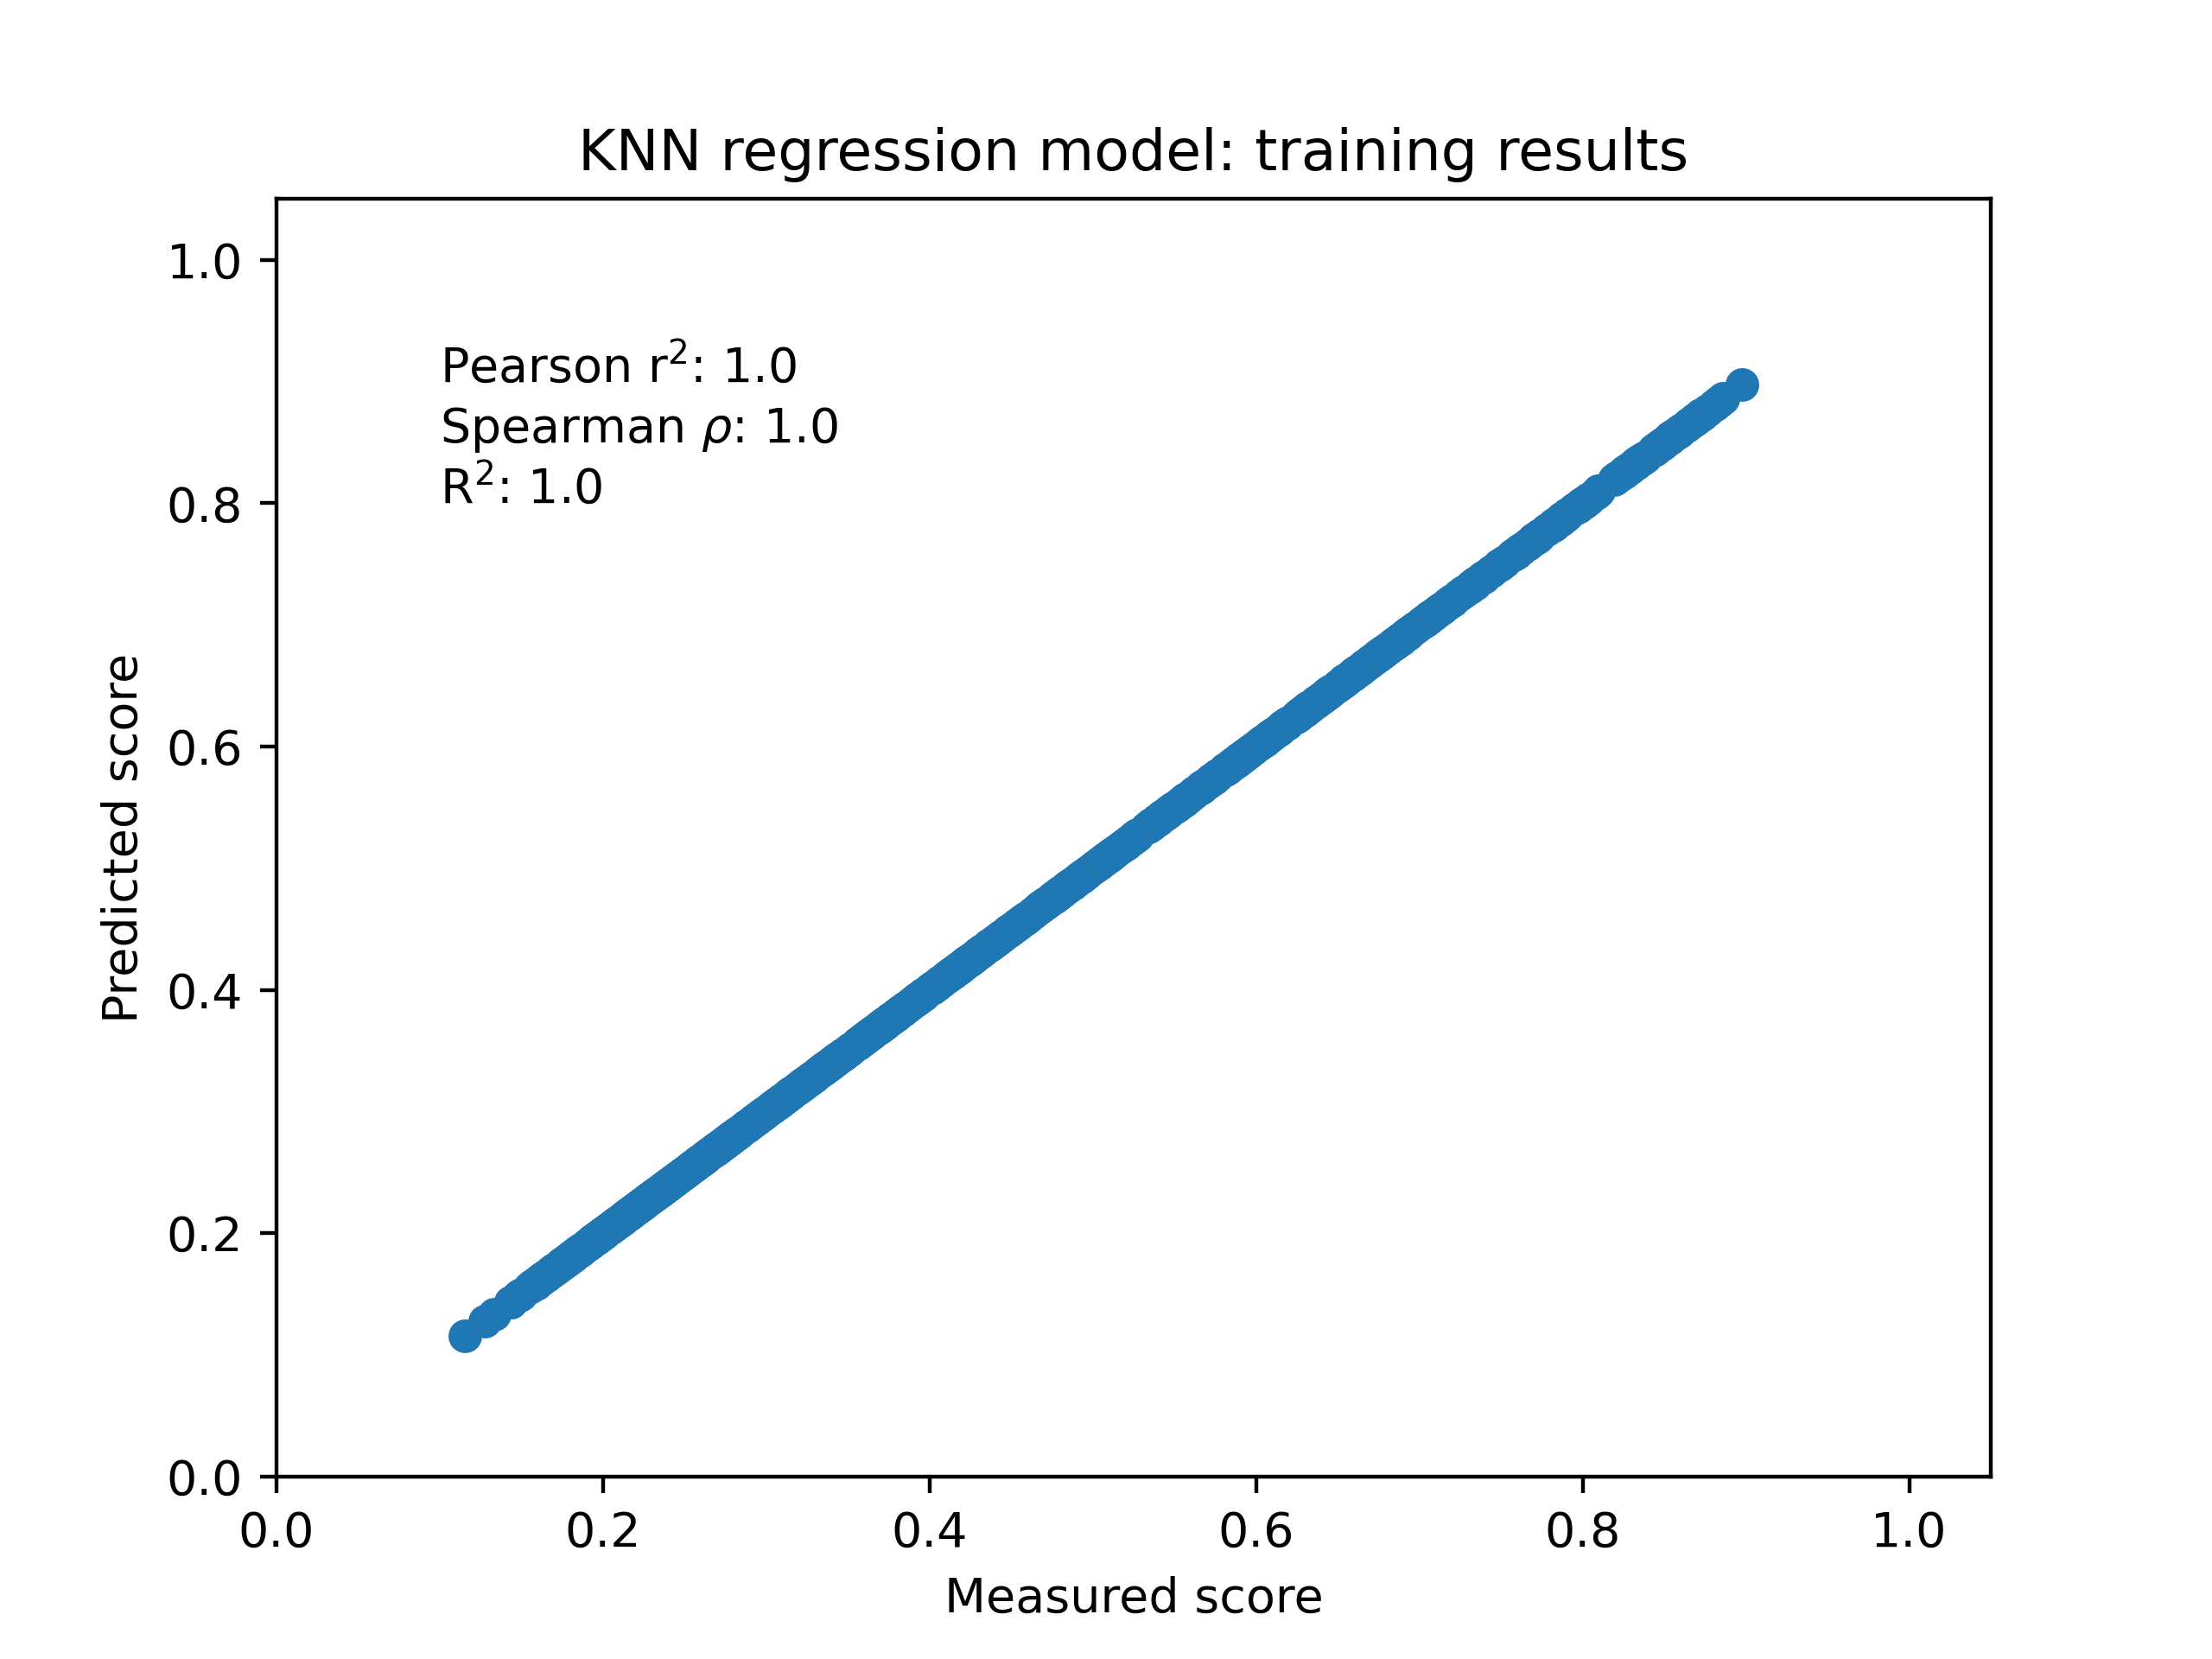 KNN regression model: training results
Pearson r²: 1.0
Spearman ρ: 1.0
R²: 1.0
Predicted score
1.0
0.8
0.6
0.4
0.2
0.0
0.0 0.2 0.4 0.6 0.8 1.0
Measured score